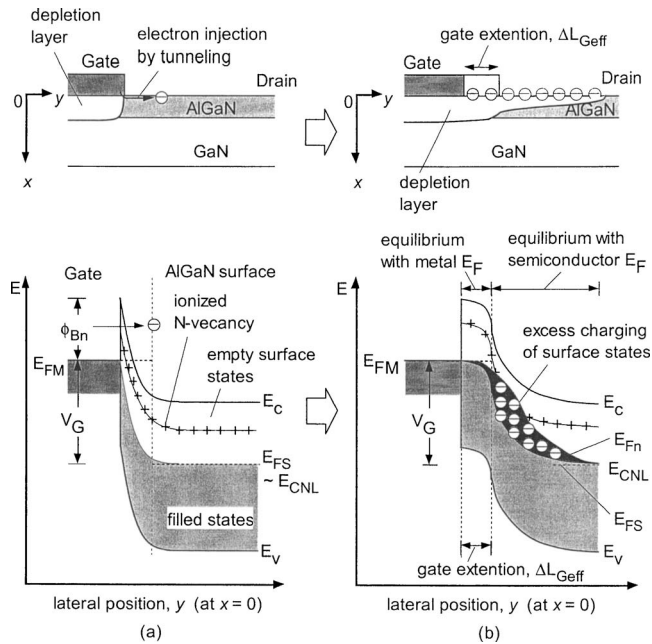 depletion
layer
Gate
electron injection
by tunneling
Drain
0
y
AlGaN
GaN
x
gate extention, ΔL_Geff
Gate
Drain
0
y
AlGaN
GaN
x
depletion
layer
E
Gate
AlGaN surface
ionized
N-vecancy
ϕ_Bn
empty surface
states
E_FM
V_G
E_C
E_FS
~ E_CNL
filled states
E_V
lateral position, y (at x = 0)
(a)
equilibrium
with metal E_F
equilibrium with
semiconductor E_F
E
excess charging
of surface states
E_FM
V_G
E_C
E_Fn
E_CNL
E_FS
E_V
gate extention, ΔL_Geff
lateral position, y (at x = 0)
(b)